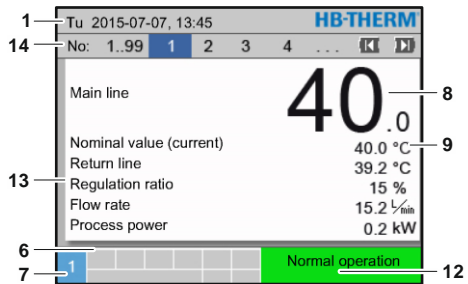 1 Tu 2015-07-07, 13:45 HB-THERM
14 No: 1..99 1 2 3 4 ...
Main line 40.0 8
Nominal value (current) 40.0 °C 9
Return line 39.2 °C
13 Regulation ratio 15 %
Flow rate 15.2 L/min
Process power 0.2 kW
6
7 1 Normal operation 12